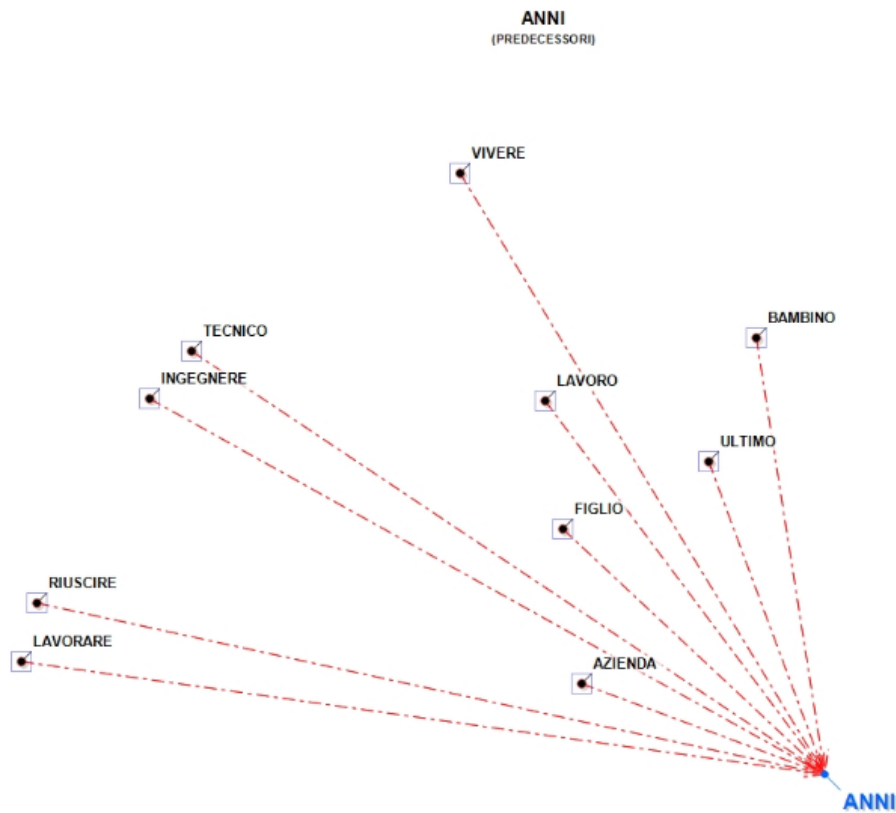 ANNI
(PREDECESSORI)
VIVERE
BAMBINO
TECNICO
INGEGNERE
LAVORO
ULTIMO
FIGLIO
RIUSCIRE
LAVORARE
AZIENDA
ANNI